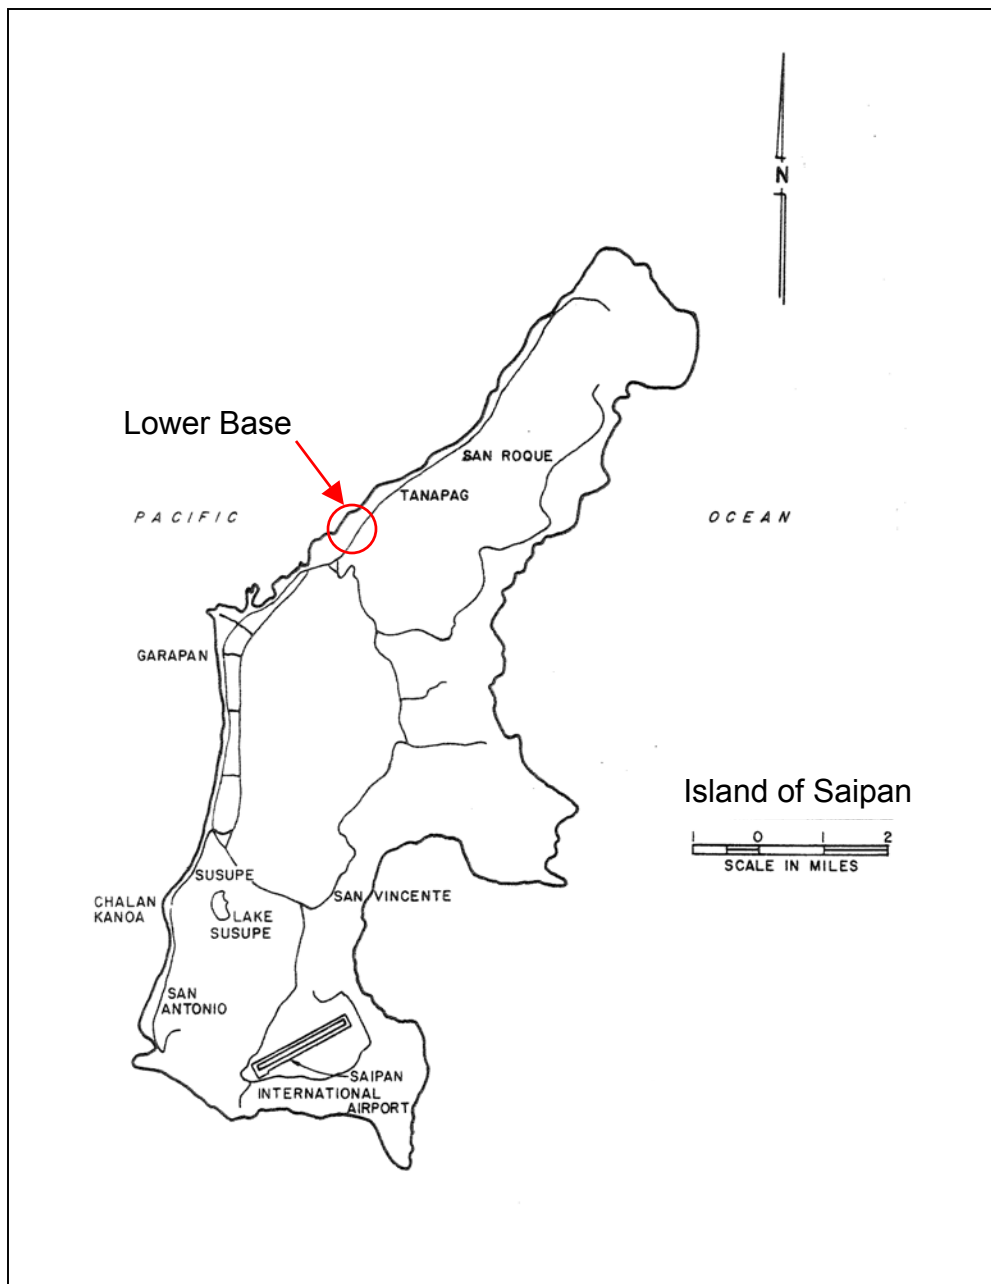 N
Lower Base
SAN ROQUE
TANAPAG
PACIFIC
OCEAN
GARAPAN
Island of Saipan
1 0 1 2
SCALE IN MILES
SUSUPE
SAN VINCENTE
CHALAN
KANOA
LAKE
SUSUPE
SAN
ANTONIO
SAIPAN
INTERNATIONAL
AIRPORT